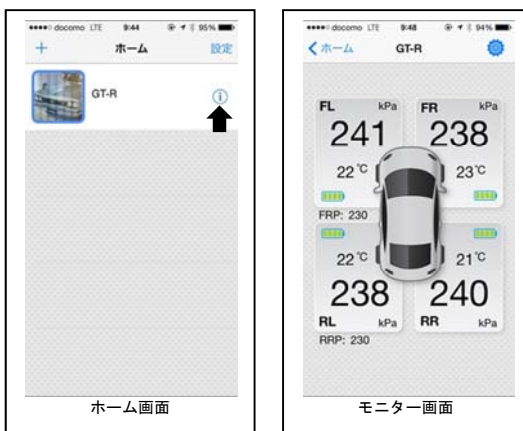 docomo LTE 9:44 95%
+ ホーム 設定
GT-R
ホーム画面
docomo LTE 9:48 94%
ホーム GT-R
FL kPa FR kPa
241 238
22℃ 23℃
FRP: 230
22℃ 21℃
238 240
RL kPa RR kPa
RRP: 230
モニター画面